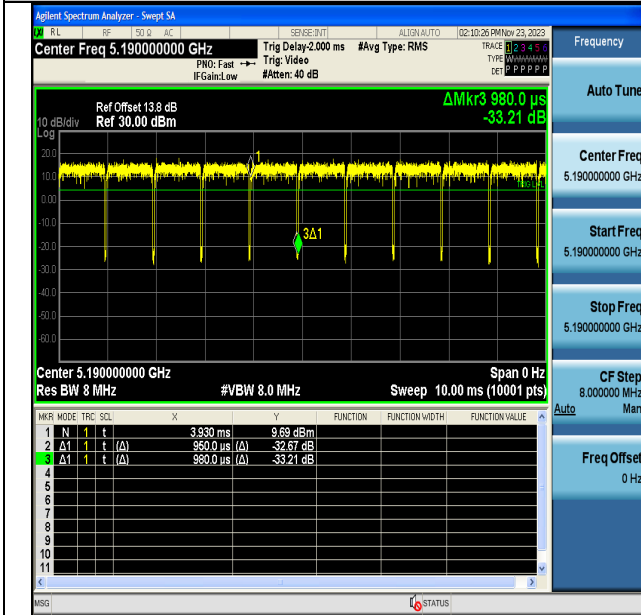 Agilent Spectrum Analyzer - Swept SA
RL RF 50 Ω AC SENSE:INT ALIGN AUTO 02:10:26 PM Nov 23, 2023
Center Freq 5.190000000 GHz
PNO: Fast
IFGain:Low
Trig Delay-2.000 ms
Trig: Video
#Atten: 40 dB
#Avg Type: RMS
TRACE 1 2 3 4 5 6
TYPE
DET P P P P P P
Ref Offset 13.8 dB
Ref 30.00 dBm
10 dB/div
Log
ΔMkr3 980.0 µs
-33.21 dB
20.0
10.0
0.00
-10.0
-20.0
-30.0
-40.0
-50.0
-60.0
1
3Δ1
Center 5.190000000 GHz Span 0 Hz
Res BW 8 MHz #VBW 8.0 MHz Sweep 10.00 ms (10001 pts)
MKR MODE TRC SCL X Y FUNCTION FUNCTION WIDTH FUNCTION VALUE
1 N 1 t 3.930 ms 9.69 dBm
2 Δ1 1 t (Δ) 950.0 µs (Δ) -32.67 dB
3 Δ1 1 t (Δ) 980.0 µs (Δ) -33.21 dB
4
5
6
7
8
9
10
11
MSG STATUS
Frequency
Auto Tune
Center Freq
5.190000000 GHz
Start Freq
5.190000000 GHz
Stop Freq
5.190000000 GHz
CF Step
8.000000 MHz
Auto Man
Freq Offset
0 Hz